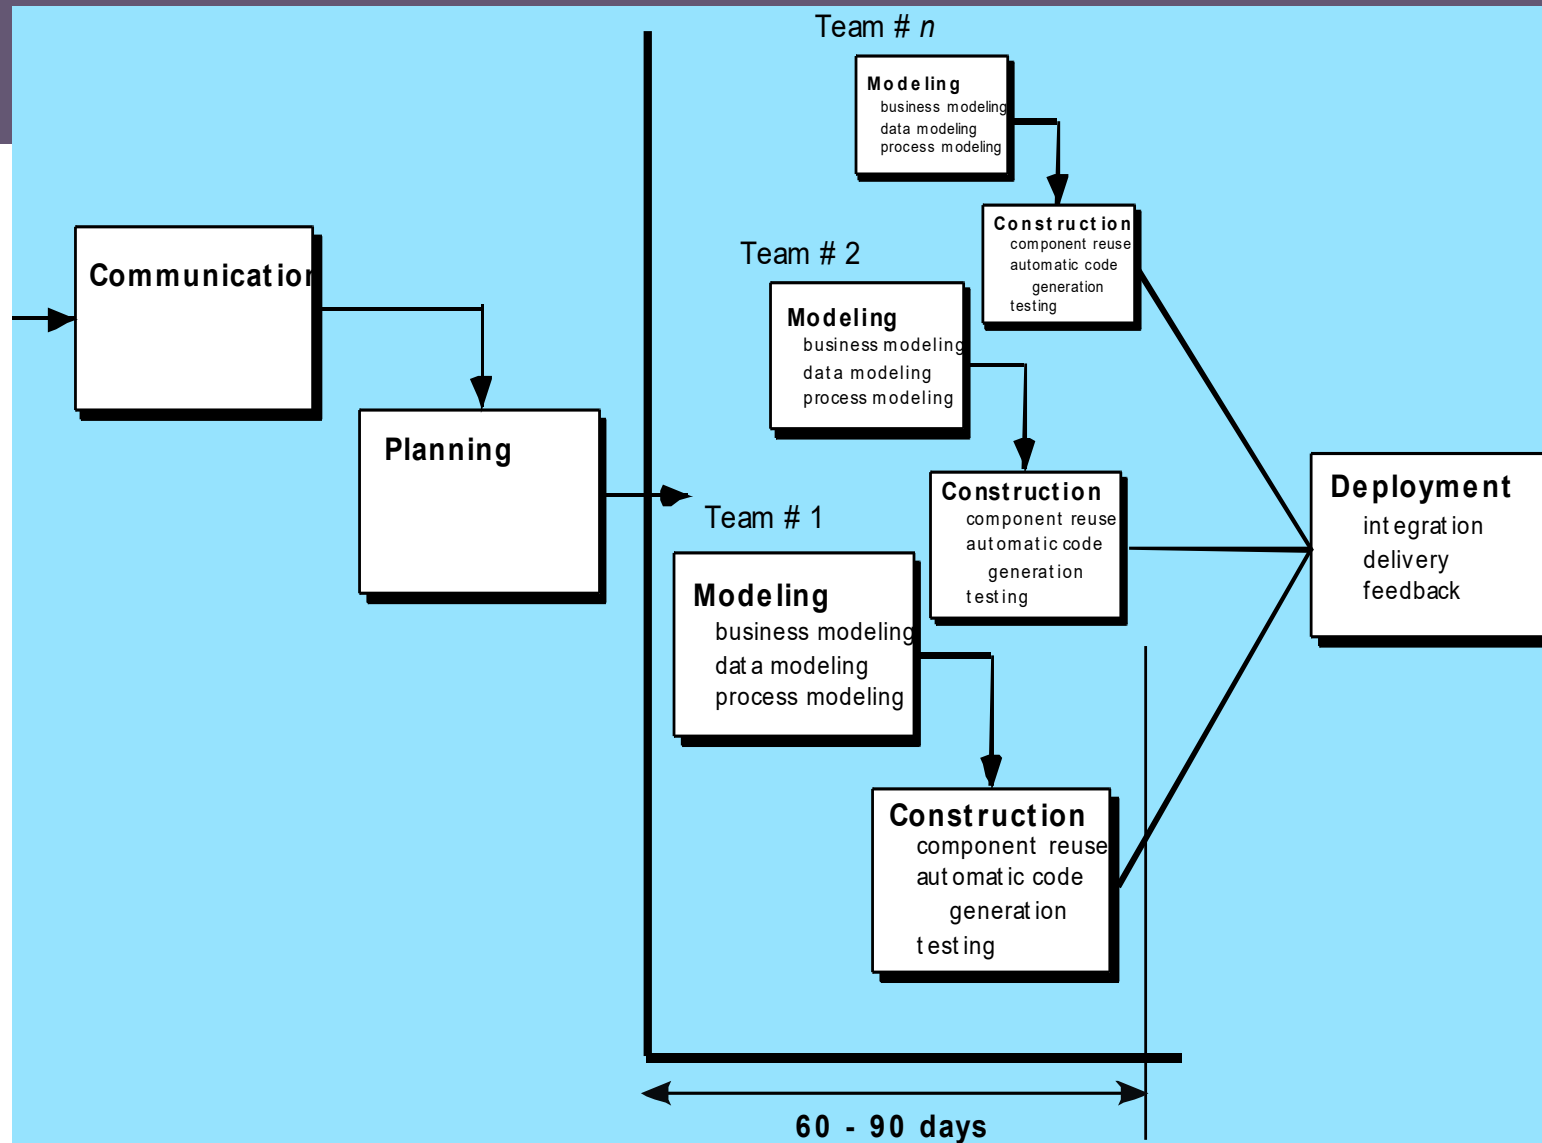 Team # n
Modeling
business modeling
data modeling
process modeling
Construction
component reuse
automatic code
generation
testing
Communication
Team # 2
Modeling
business modeling
data modeling
process modeling
Planning
Construction
component reuse
automatic code
generation
testing
Team # 1
Modeling
business modeling
data modeling
process modeling
Construction
component reuse
automatic code
generation
testing
Deployment
integration
delivery
feedback
60 - 90 days